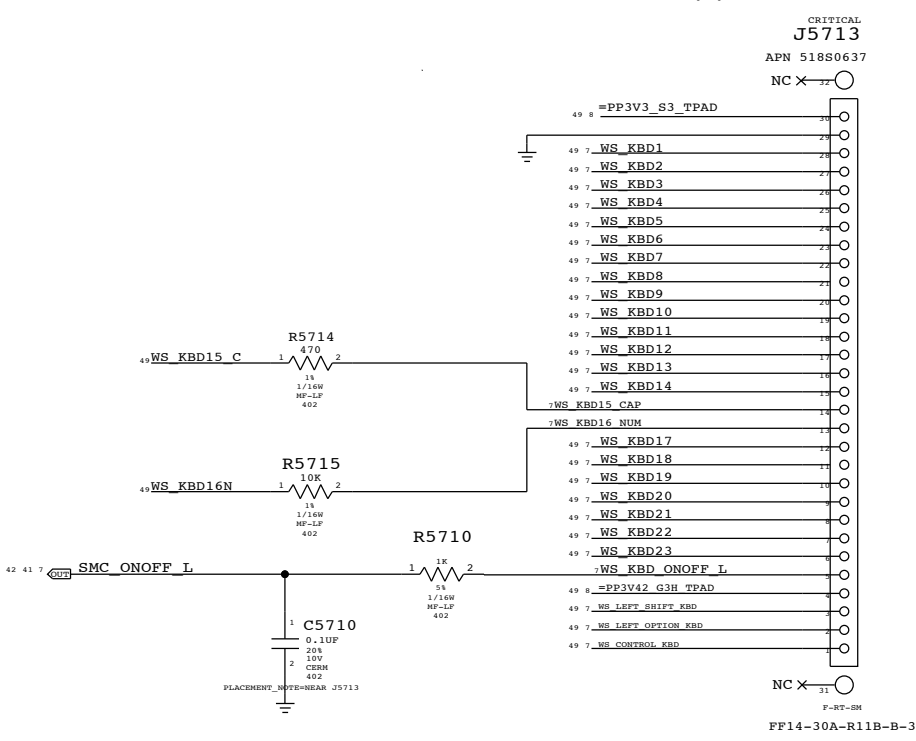 CRITICAL
J5713
APN 518S0637
NC 32
49 8 =PP3V3_S3_TPAD 30
29
49 7 WS_KBD1 28
49 7 WS_KBD2 27
49 7 WS_KBD3 26
49 7 WS_KBD4 25
49 7 WS_KBD5 24
49 7 WS_KBD6 23
49 7 WS_KBD7 22
49 7 WS_KBD8 21
49 7 WS_KBD9 20
49 7 WS_KBD10 19
49 7 WS_KBD11 18
49 7 WS_KBD12 17
49 7 WS_KBD13 16
49 7 WS_KBD14 15
7 WS_KBD15_CAP 14
7 WS_KBD16_NUM 13
49 7 WS_KBD17 12
49 7 WS_KBD18 11
49 7 WS_KBD19 10
49 7 WS_KBD20 9
49 7 WS_KBD21 8
49 7 WS_KBD22 7
49 7 WS_KBD23 6
7 WS_KBD_ONOFF_L 5
49 8 =PP3V42_G3H_TPAD 4
49 7 WS_LEFT_SHIFT_KBD 3
49 7 WS_LEFT_OPTION_KBD 2
49 7 WS_CONTROL_KBD 1
NC 31
F-RT-SM
FF14-30A-R11B-B-3
R5714
470
49 WS_KBD15_C 1 2
1%
1/16W
MF-LF
402
R5715
10K
49 WS_KBD16N 1 2
1%
1/16W
MF-LF
402
R5710
1K
42 41 7 OUT SMC_ONOFF_L 1 2
5%
1/16W
MF-LF
402
1
C5710
0.1UF
20%
10V
2
CERM
402
PLACEMENT_NOTE=NEAR J5713